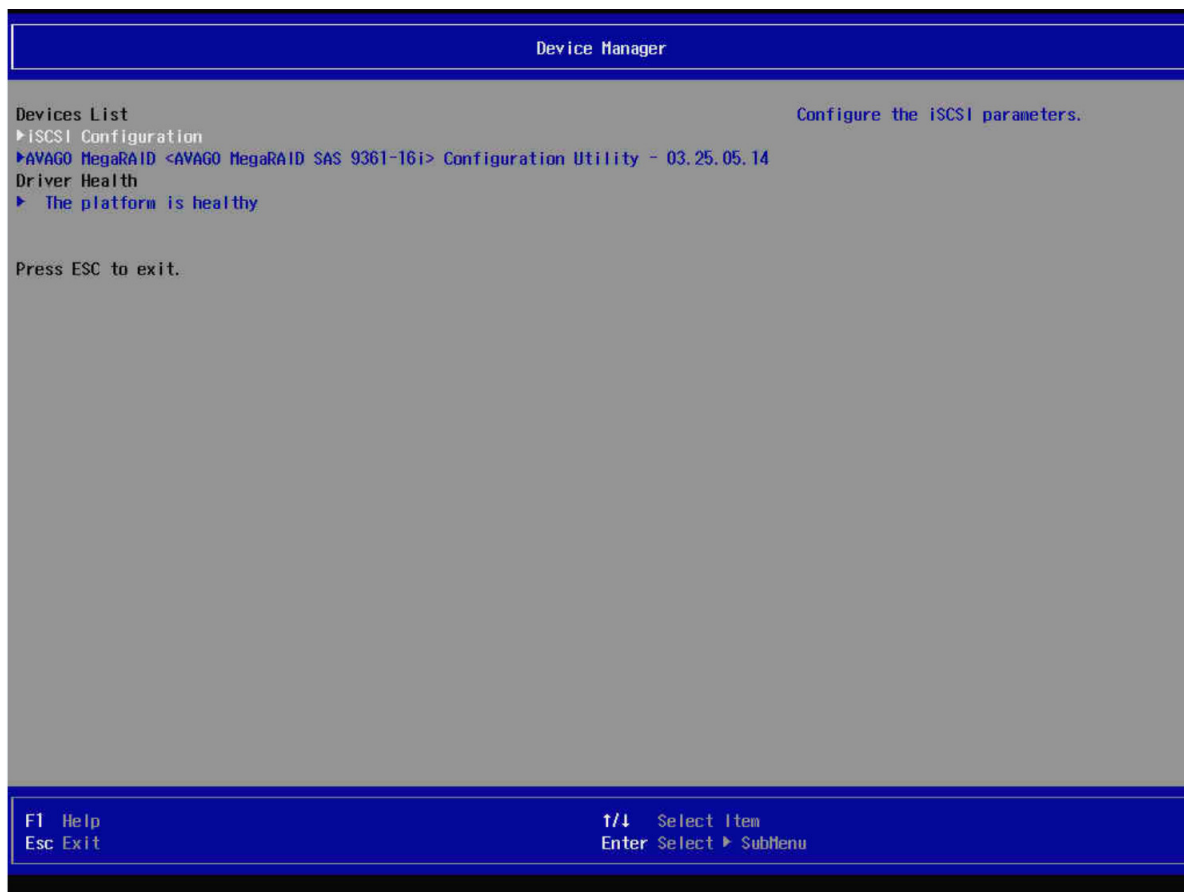 Device Manager
Devices List
Configure the iSCSI parameters.
▶iSCSI Configuration
▶AVAGO MegaRAID <AVAGO MegaRAID SAS 9361-16i> Configuration Utility - 03.25.05.14
Driver Health
▶ The platform is healthy
Press ESC to exit.
F1 Help
↑/↓ Select Item
Esc Exit
Enter Select ▶ SubMenu